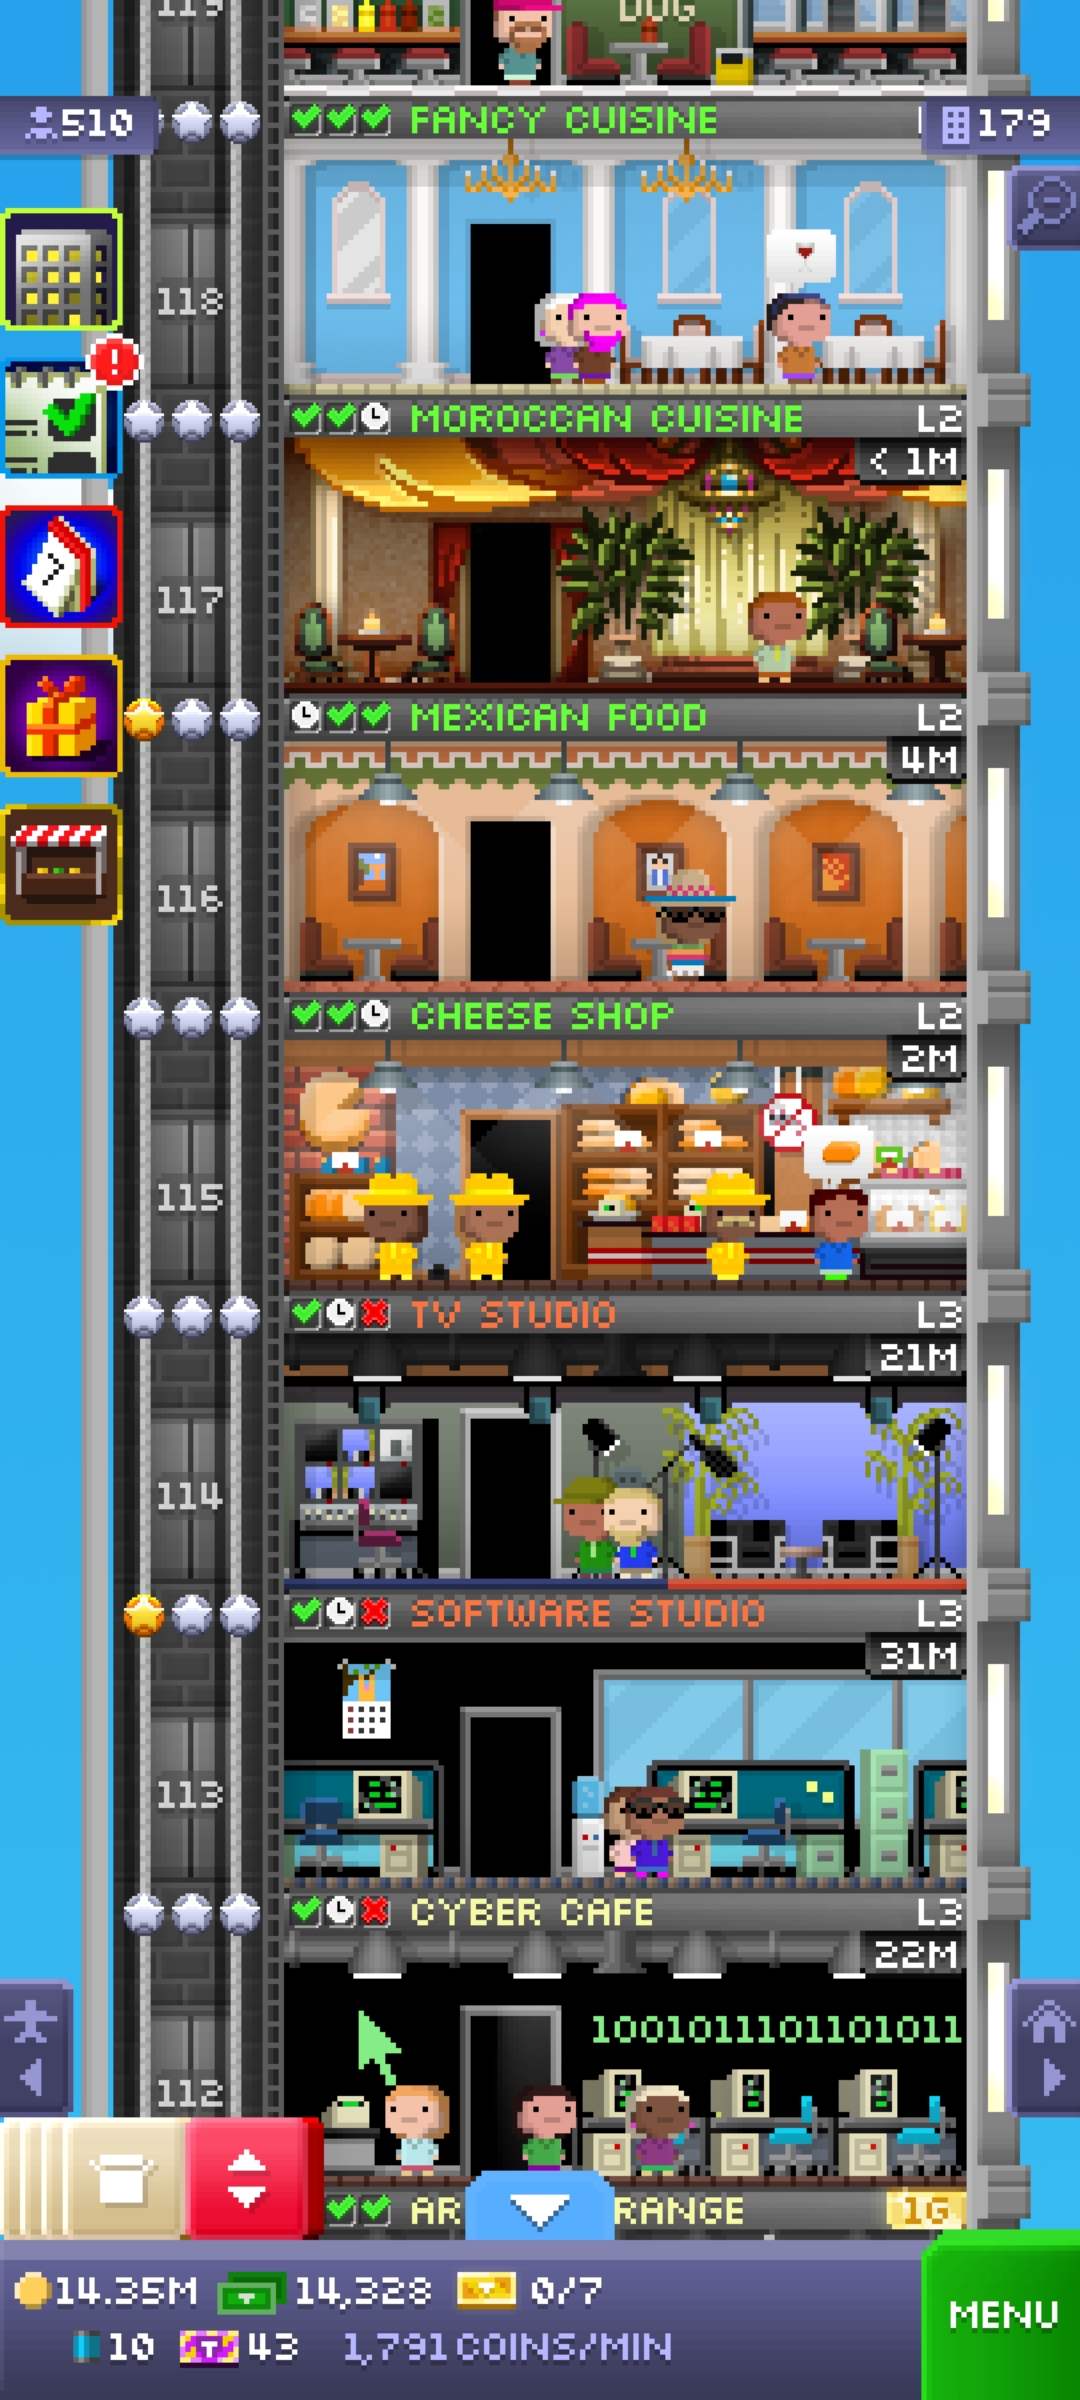 119
DOG
510
FANCY CUISINE
179
118
MOROCCAN CUISINE L2
< 1M
117
MEXICAN FOOD L2
4M
116
CHEESE SHOP L2
2M
115
TV STUDIO L3
21M
114
SOFTWARE STUDIO L3
31M
113
CYBER CAFE L3
22M
1001011101101011
112
AR RANGE 1G
14.35M 14,328 0/7
MENU
10 43 1,791 COINS/MIN